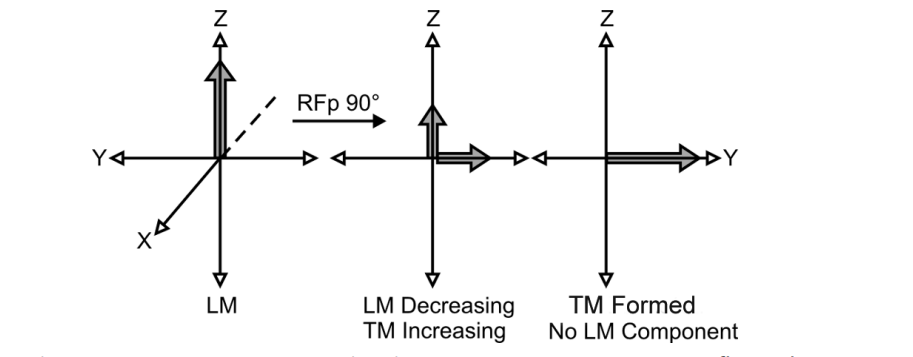 Z
Z
Z
RFp 90°
Y
Y
X
LM
LM Decreasing
TM Increasing
TM Formed
No LM Component